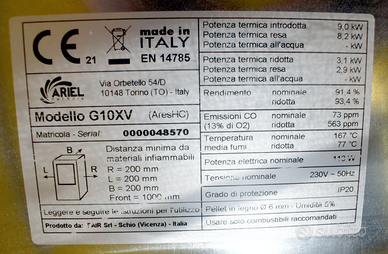 CE
21
made in
ITALY
EN 14785
ARIEL
Via Orbetello 54/D
10148 Torino (TO) - Italy
Modello G10XV (AresHC)
Matricola - Serial: 0000048570
B
R
L
Distanza minima da
materiali infiammabili
R = 200 mm
L = 200 mm
B = 200 mm
Front = 1000 mm
Leggere e seguire le istruzioni per l'utilizzo
Prodotto da : EAIR Srl - Schio (Vicenza) - Italia
Potenza termica introdotta 9,0 kW
Potenza termica resa 8,2 kW
Potenza termica all'acqua - kW
Potenza termica ridotta 3,1 kW
Potenza termica resa 2,9 kW
Potenza termica all'acqua - kW
Rendimento nominale 91,4 %
ridotta 93,4 %
Emissioni CO nominale 73 ppm
(13% di O2) ridotta 563 ppm
Temperatura nominale 167 °C
media fumi ridotta 77 °C
Potenza elettrica nominale 110 W
Tensione nominale 230V ~ 50Hz
Grado di protezione IP20
Pellet in legno Ø 6 mm - Umidità 5%
Usare solo combustibili raccomandati
subito